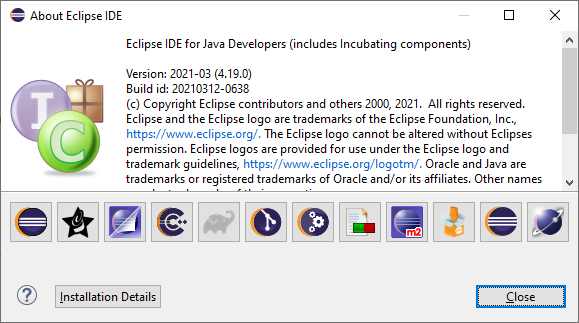 About Eclipse IDE
Eclipse IDE for Java Developers (includes Incubating components)
Version: 2021-03 (4.19.0)
Build id: 20210312-0638
(c) Copyright Eclipse contributors and others 2000, 2021.  All rights reserved.
Eclipse and the Eclipse logo are trademarks of the Eclipse Foundation, Inc.,
https://www.eclipse.org/. The Eclipse logo cannot be altered without Eclipses
permission. Eclipse logos are provided for use under the Eclipse logo and
trademark guidelines, https://www.eclipse.org/logotm/. Oracle and Java are
trademarks or registered trademarks of Oracle and/or its affiliates. Other names
I
C
m2
?
Installation Details
Close